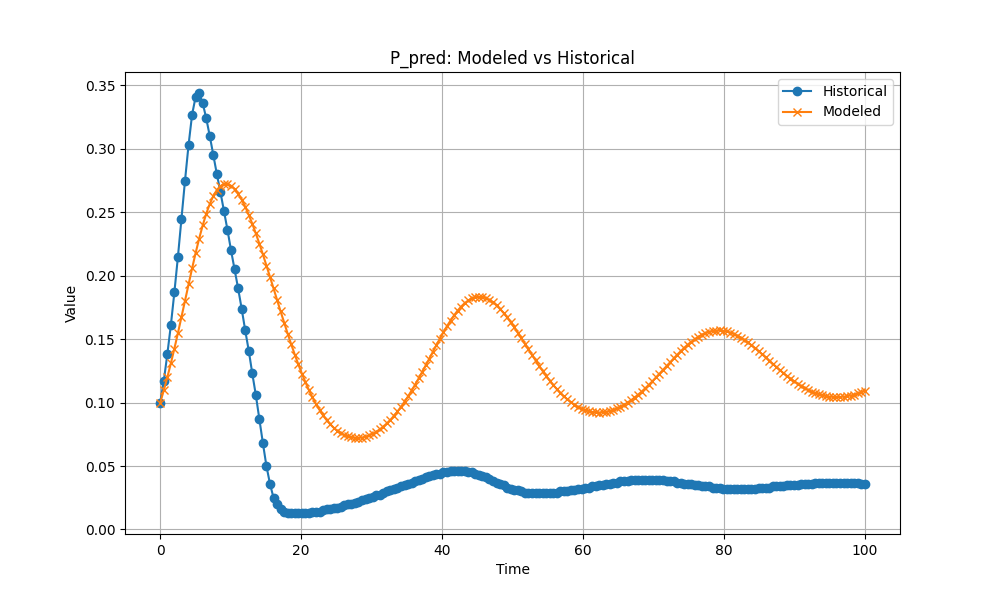 P_pred: Modeled vs Historical
Historical
Modeled
Value
0.35
0.30
0.25
0.20
0.15
0.10
0.05
0.00
0 20 40 60 80 100
Time